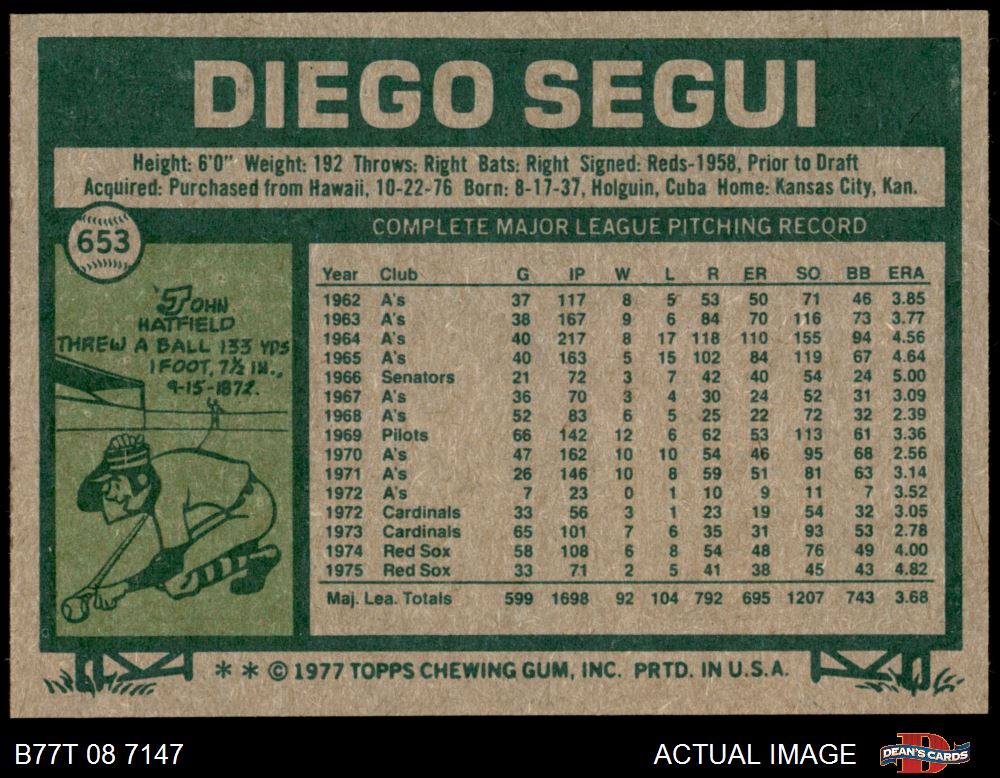 DIEGO SEGUI
Height: 6'0" Weight: 192 Throws: Right Bats: Right Signed: Reds-1958, Prior to Draft
Acquired: Purchased from Hawaii, 10-22-76 Born: 8-17-37, Holguin, Cuba Home: Kansas City, Kan.
653
COMPLETE MAJOR LEAGUE PITCHING RECORD
JOHN
HATFIELD
THREW A BALL 133 YDS
1 FOOT, 7½ IN.,
9-15-1872.
Year Club G IP W L R ER SO BB ERA
1962 A's 37 117 8 5 53 50 71 46 3.85
1963 A's 38 167 9 6 84 70 116 73 3.77
1964 A's 40 217 8 17 118 110 155 94 4.56
1965 A's 40 163 5 15 102 84 119 67 4.64
1966 Senators 21 72 3 7 42 40 54 24 5.00
1967 A's 36 70 3 4 30 24 52 31 3.09
1968 A's 52 83 6 5 25 22 72 32 2.39
1969 Pilots 66 142 12 6 62 53 113 61 3.36
1970 A's 47 162 10 10 54 46 95 68 2.56
1971 A's 26 146 10 8 59 51 81 63 3.14
1972 A's 7 23 0 1 10 9 11 7 3.52
1972 Cardinals 33 56 3 1 23 19 54 32 3.05
1973 Cardinals 65 101 7 6 35 31 93 53 2.78
1974 Red Sox 58 108 6 8 54 48 76 49 4.00
1975 Red Sox 33 71 2 5 41 38 45 43 4.82
Maj. Lea. Totals 599 1698 92 104 792 695 1207 743 3.68
* * © 1977 TOPPS CHEWING GUM, INC. PRTD. IN U.S.A.
B77T 08 7147
ACTUAL IMAGE
D
DEAN'S CARDS